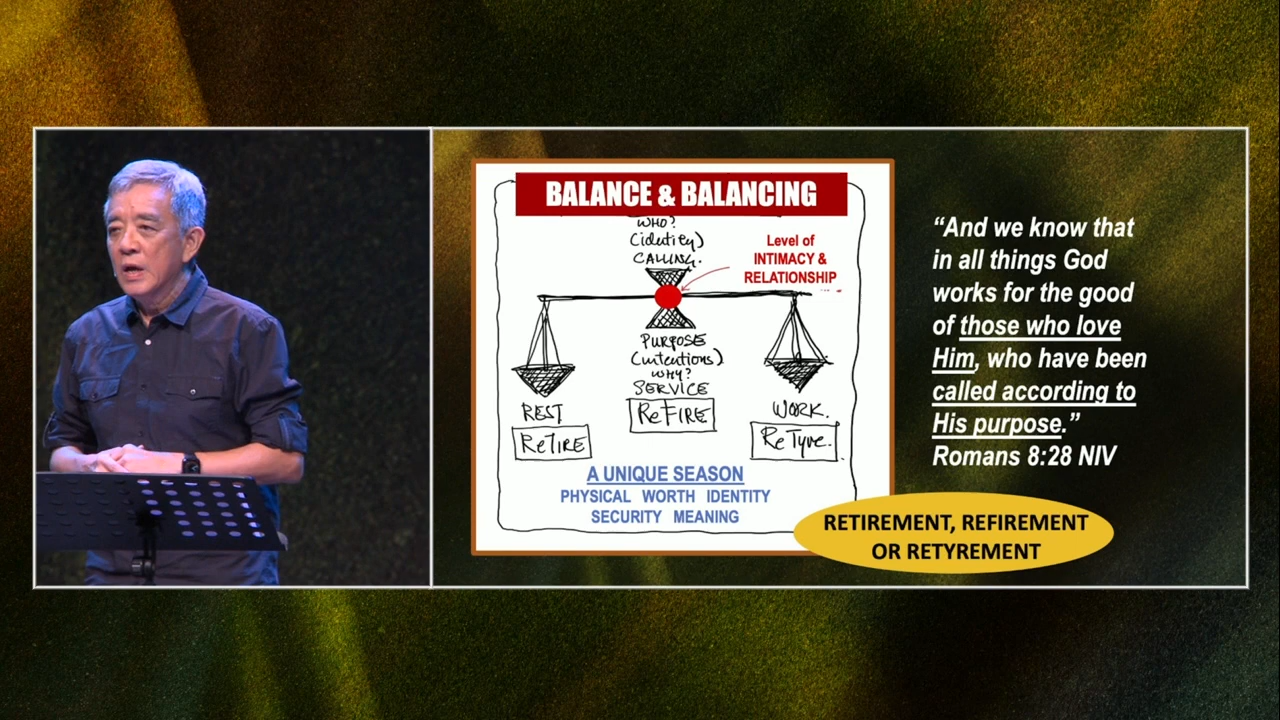 BALANCE & BALANCING
WHO?
(identity)
CALLING.
Level of
INTIMACY &
RELATIONSHIP
PURPOSE
(intentions)
WHY?
SERVICE
ReFIRE
REST
ReTIRE
WORK.
ReTyre.
A UNIQUE SEASON
PHYSICAL WORTH IDENTITY
SECURITY MEANING
“And we know that
in all things God
works for the good
of those who love
Him, who have been
called according to
His purpose.”
Romans 8:28 NIV
RETIREMENT, REFIREMENT
OR RETYREMENT